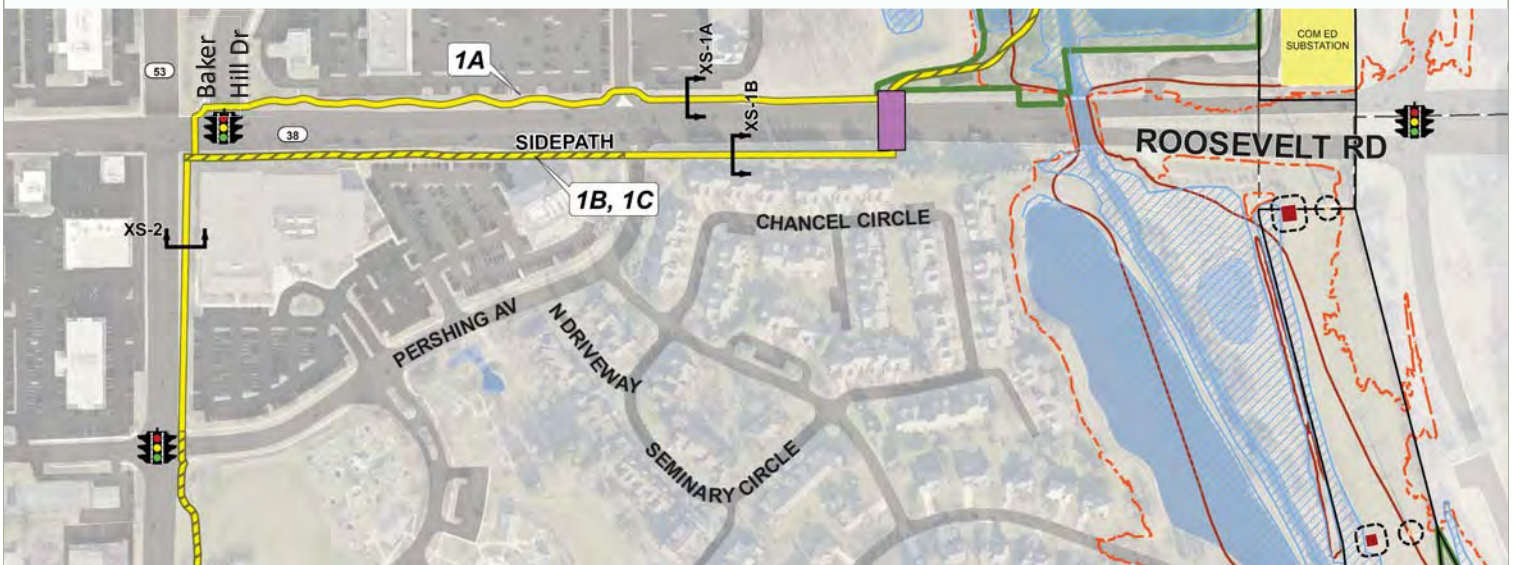 COM ED
SUBSTATION
53
Baker
Hill Dr
1A
XS-1A
XS-1B
38
SIDEPATH
ROOSEVELT RD
1B, 1C
XS-2
CHANCEL CIRCLE
PERSHING AV
N DRIVEWAY
SEMINARY CIRCLE